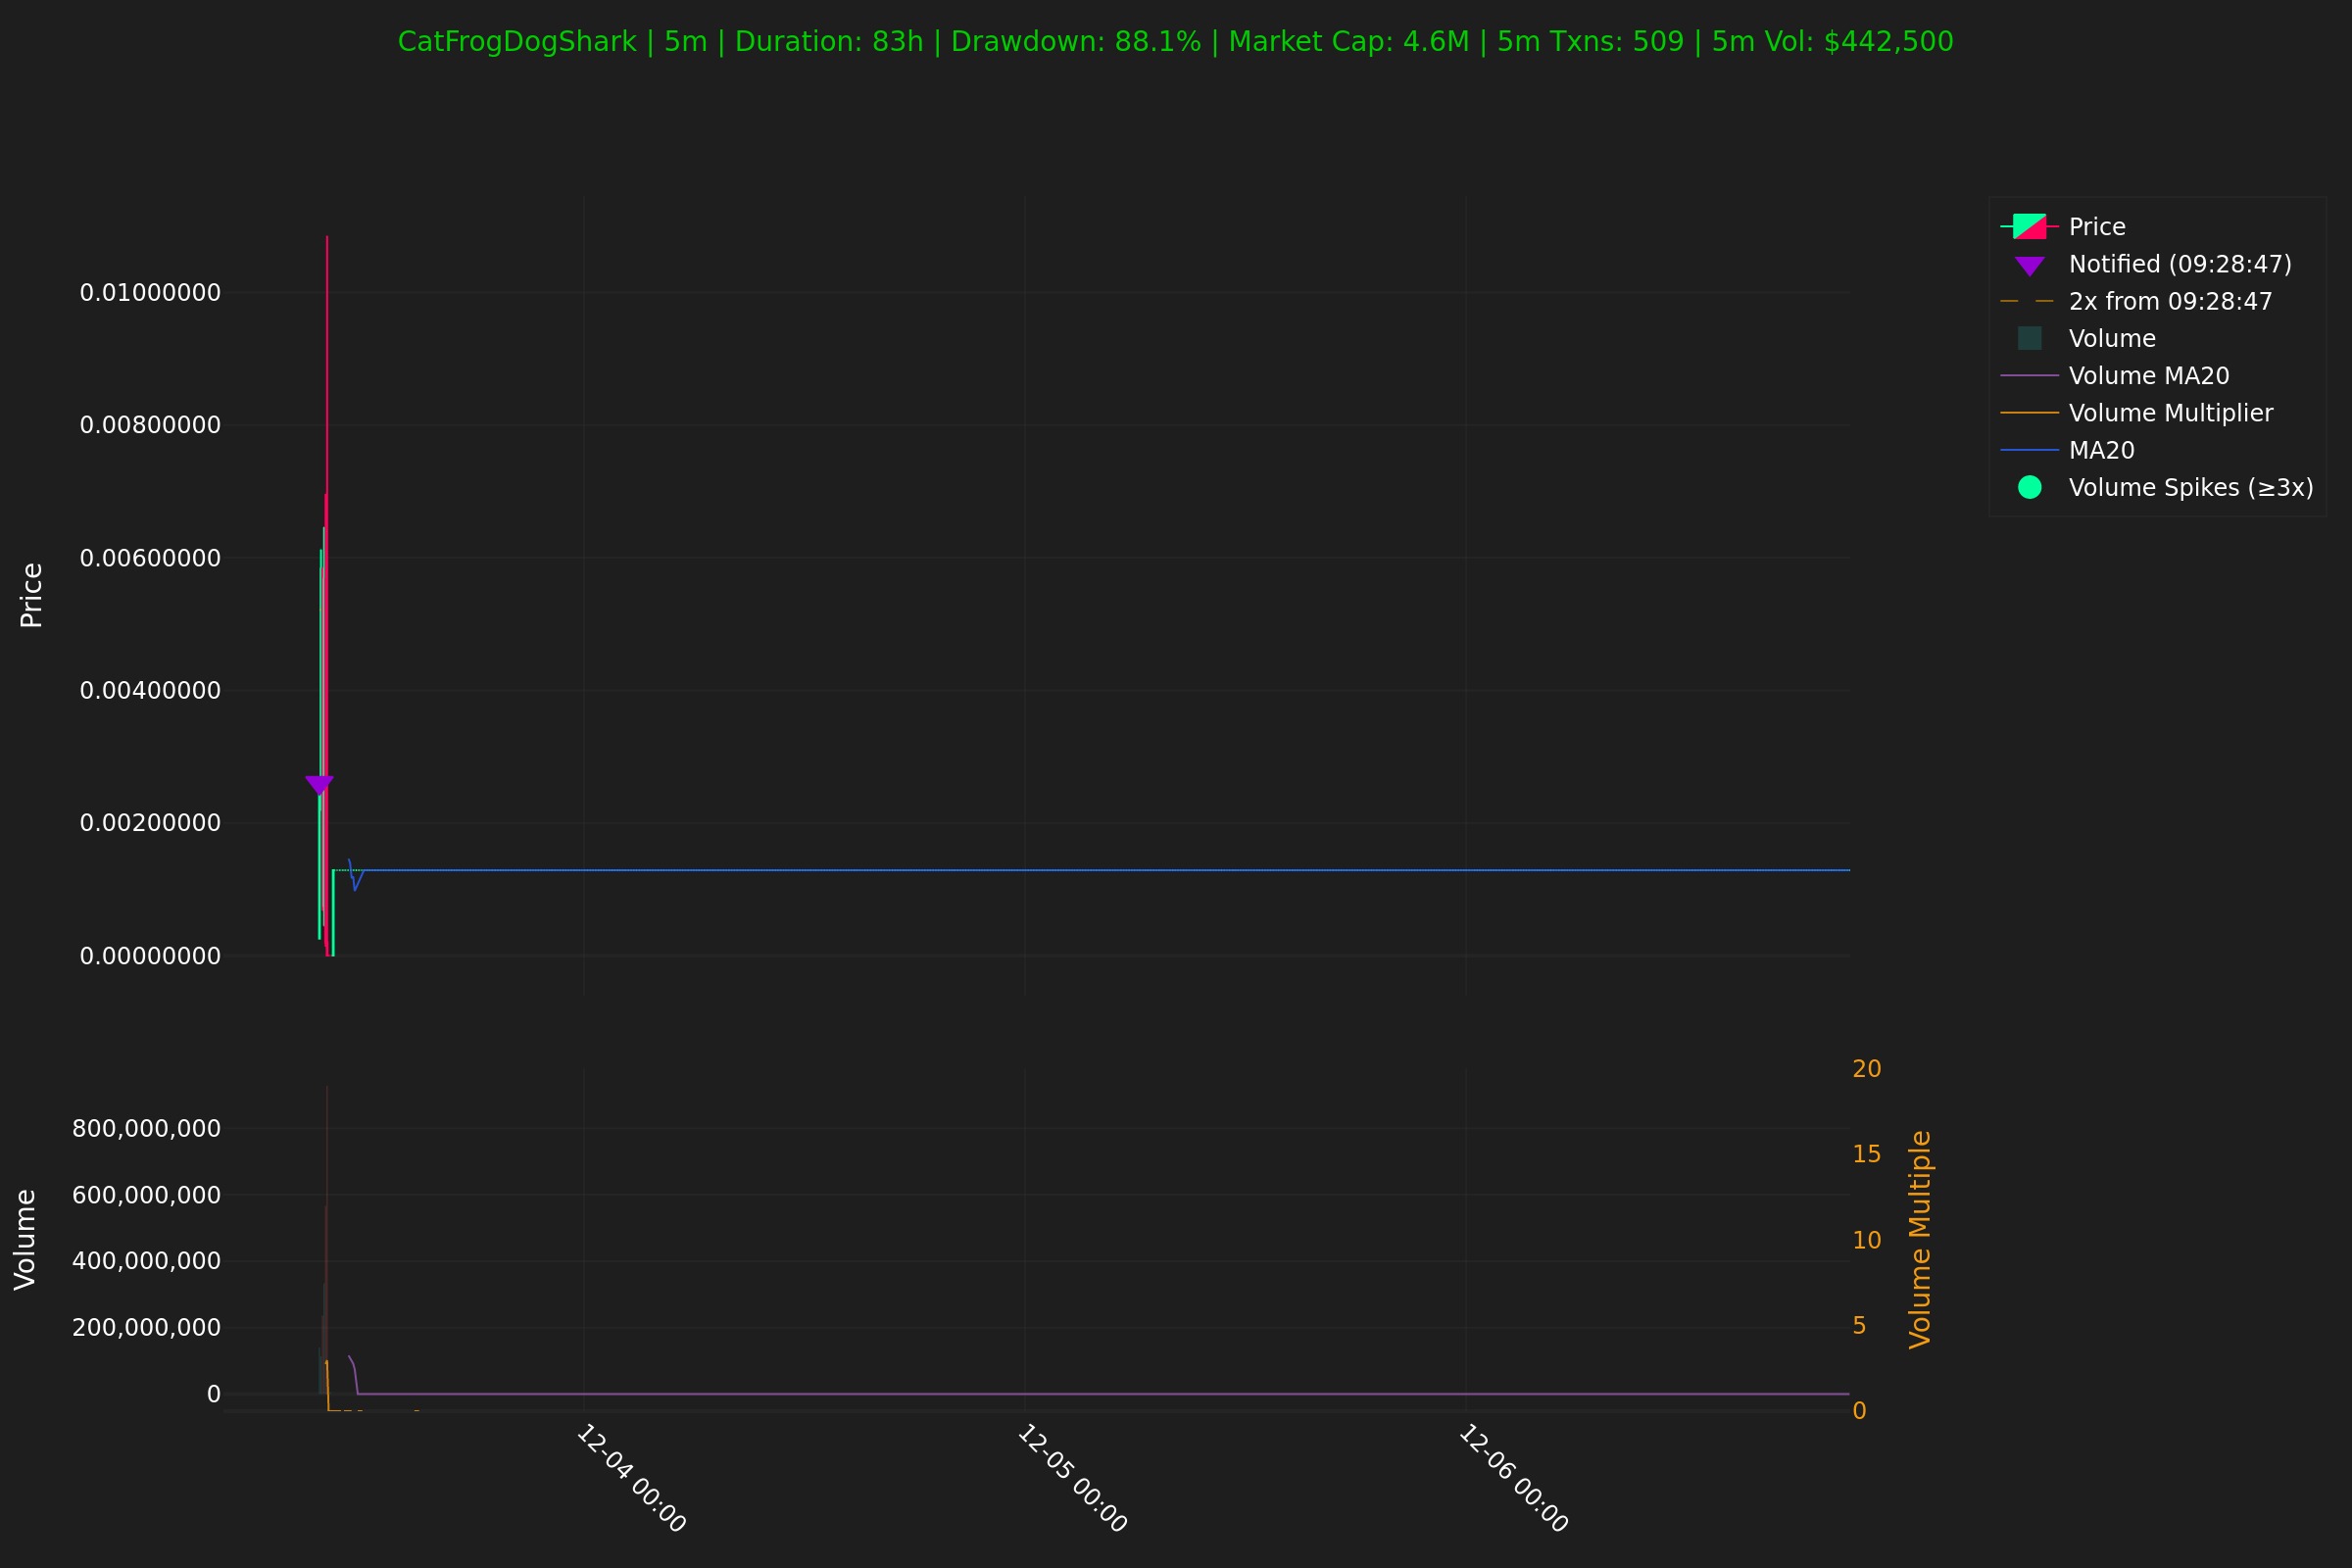 CatFrogDogShark | 5m | Duration: 83h | Drawdown: 88.1% | Market Cap: 4.6M | 5m Txns: 509 | 5m Vol: $442,500
Price
0.01000000
0.00800000
0.00600000
0.00400000
0.00200000
0.00000000
Price
Notified (09:28:47)
2x from 09:28:47
Volume
Volume MA20
Volume Multiplier
MA20
Volume Spikes (≥3x)
Volume
800,000,000
600,000,000
400,000,000
200,000,000
0
20
15
10
5
0
Volume Multiple
12-04 00:00
12-05 00:00
12-06 00:00